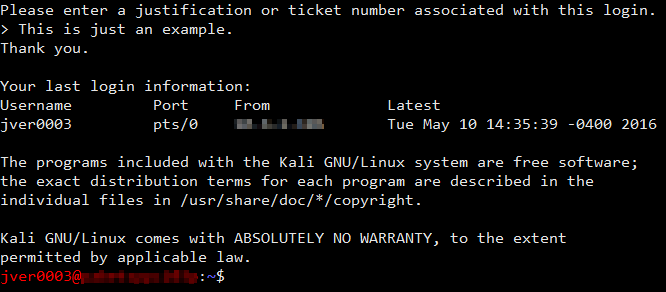 Please enter a justification or ticket number associated with this login.
> This is just an example.
Thank you.
Your last login information:
Username Port From Latest
jver0003 pts/0 Tue May 10 14:35:39 -0400 2016
The programs included with the Kali GNU/Linux system are free software;
the exact distribution terms for each program are described in the
individual files in /usr/share/doc/*/copyright.
Kali GNU/Linux comes with ABSOLUTELY NO WARRANTY, to the extent
permitted by applicable law.
jver0003@ :~$